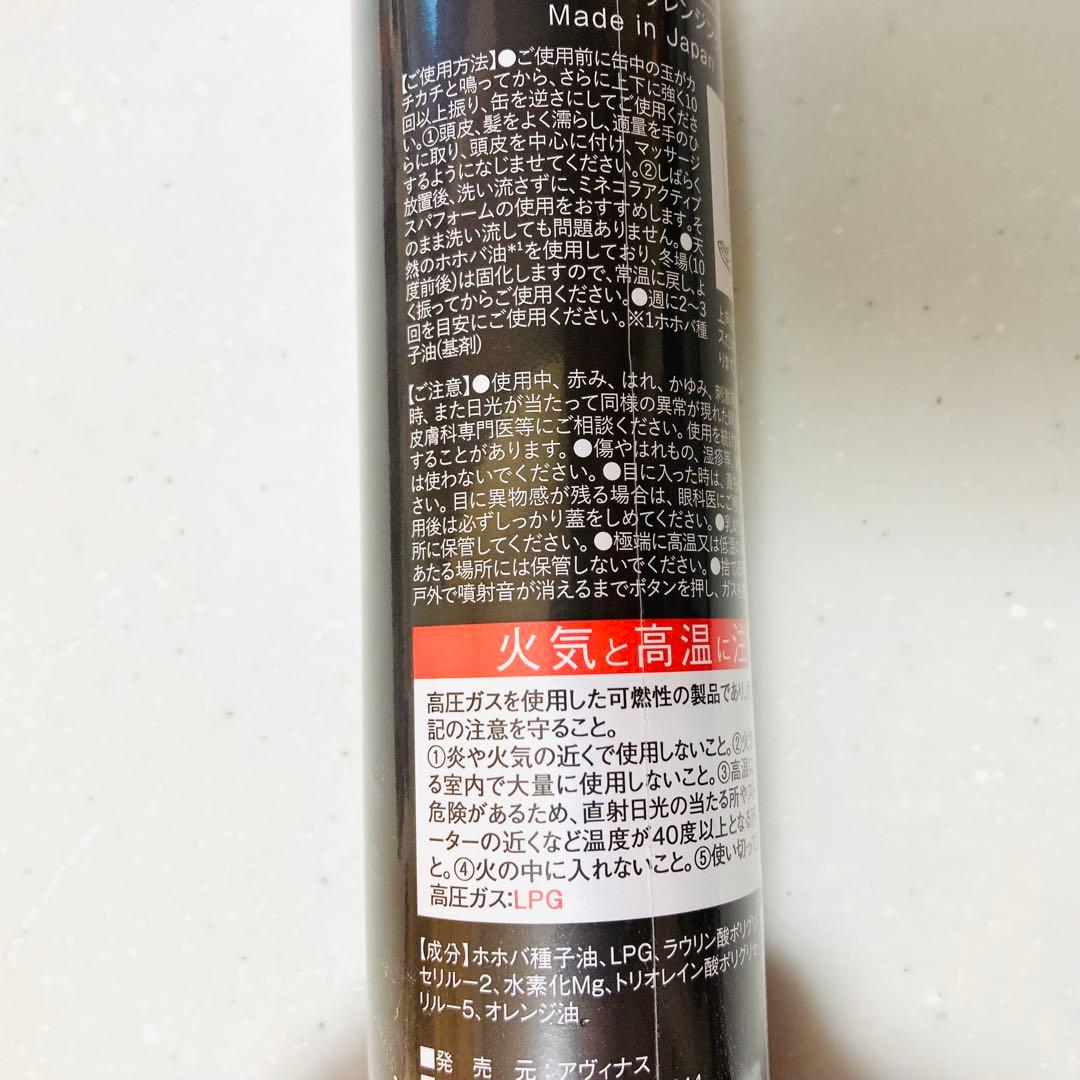 レンジン
Made in Japan
【ご使用方法】●ご使用前に缶中の玉がカ
チカチと鳴ってから、さらに上下に強く10
回以上振り、缶を逆さにしてご使用くださ
い。①頭皮、髪をよく濡らし、適量を手のひ
らに取り、頭皮を中心に付け、マッサージ
するようになじませてください。②しばらく
放置後、洗い流さずに、ミネコラアクティブ
スパフォームの使用をおすすめします。そ
のまま洗い流しても問題ありません。●天
然のホホバ油*1を使用しており、冬場(10
度前後)は固化しますので、常温に戻し、よ
く振ってからご使用ください。●週に2〜3
回を目安にご使用ください。※1ホホバ種
子油(基剤)
【ご注意】●使用中、赤み、はれ、かゆみ、刺激
時、また日光が当たって同様の異常が現れた
皮膚科専門医等にご相談ください。使用を続け
することがあります。●傷やはれもの、湿疹等、
は使わないでください。●目に入った時は、直ち
さい。目に異物感が残る場合は、眼科医にご
用後は必ずしっかり蓋をしめてください。●乳
所に保管してください。●極端に高温又は低温
あたる場所には保管しないでください。●捨て
戸外で噴射音が消えるまでボタンを押し、ガスを
火気と高温に注
高圧ガスを使用した可燃性の製品であり、
記の注意を守ること。
①炎や火気の近くで使用しないこと。②火
る室内で大量に使用しないこと。③高温に
危険があるため、直射日光の当たる所やス
ーターの近くなど温度が40度以上となる
と。④火の中に入れないこと。⑤使い切っ
高圧ガス:LPG
【成分】ホホバ種子油、LPG、ラウリン酸ポリグリ
セリル-2、水素化Mg、トリオレイン酸ポリグリセ
リル-5、オレンジ油
■発売元:アヴィナス